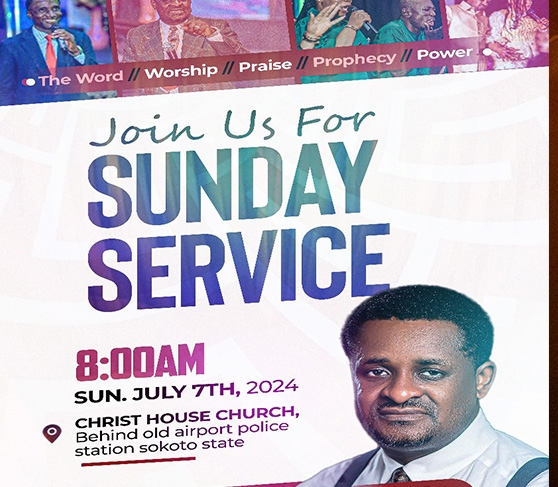 The Word // Worship // Praise // Prophecy // Power
Join Us For
SUNDAY
SERVICE
8:00AM
SUN. JULY 7TH, 2024
CHRIST HOUSE CHURCH,
Behind old airport police
station sokoto state